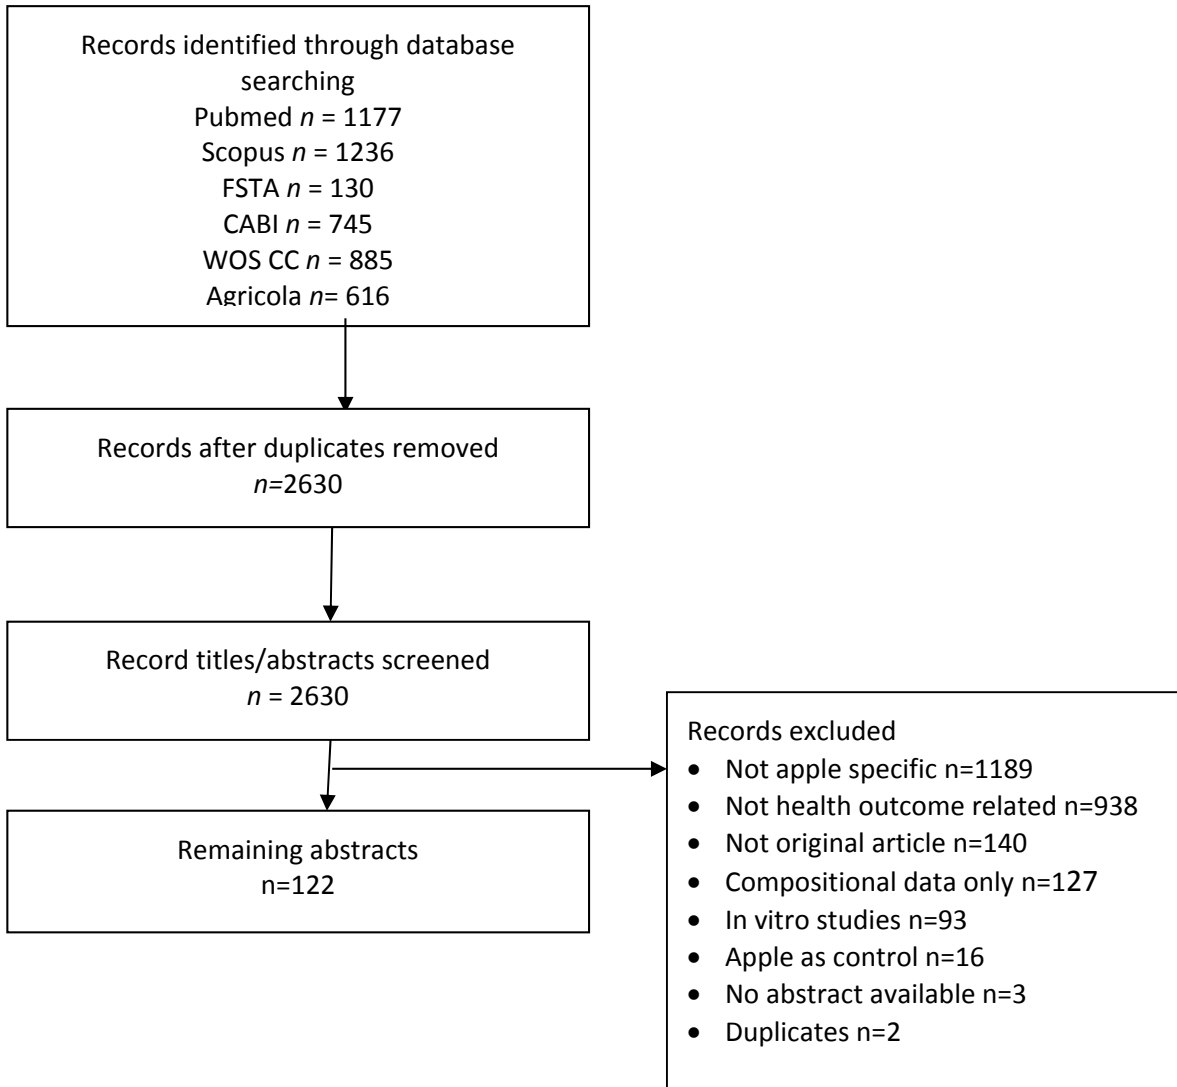 Records identified through database
searching
Pubmed n = 1177
Scopus n = 1236
FSTA n = 130
CABI n = 745
WOS CC n = 885
Agricola n= 616
Records after duplicates removed
n=2630
Record titles/abstracts screened
n = 2630
Remaining abstracts
n=122
Records excluded
• Not apple specific n=1189
• Not health outcome related n=938
• Not original article n=140
• Compositional data only n=127
• In vitro studies n=93
• Apple as control n=16
• No abstract available n=3
• Duplicates n=2